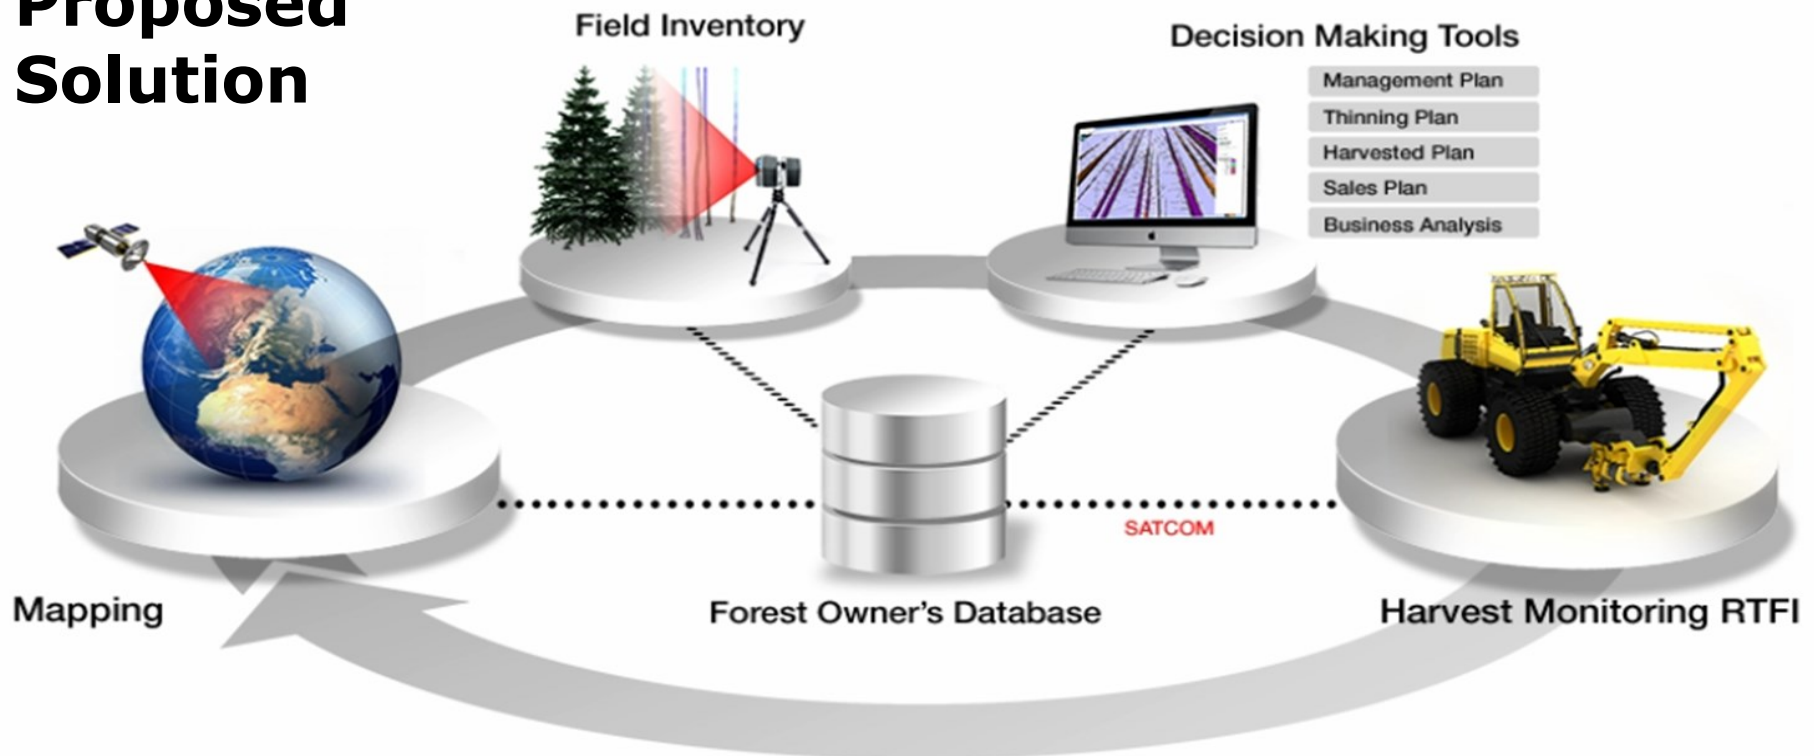 Proposed
Solution
Field Inventory
Decision Making Tools
Management Plan
Thinning Plan
Harvested Plan
Sales Plan
Business Analysis
SATCOM
Mapping
Forest Owner's Database
Harvest Monitoring RTFI